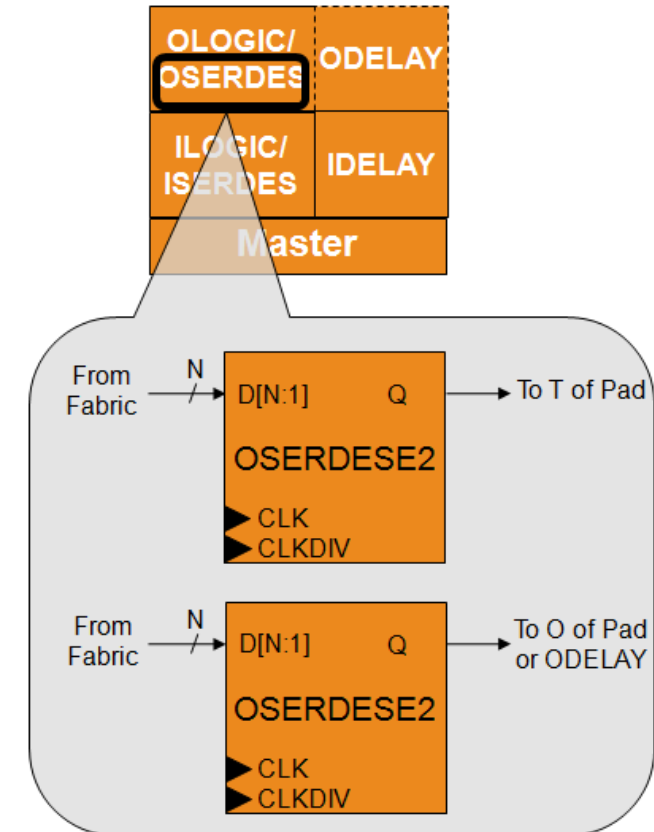 OLOGIC/
OSERDES
ODELAY
ILOGIC/
ISERDES
IDELAY
Master
From
Fabric
N
D[N:1]
Q
To T of Pad
OSERDESE2
CLK
CLKDIV
From
Fabric
N
D[N:1]
Q
To O of Pad
or ODELAY
OSERDESE2
CLK
CLKDIV